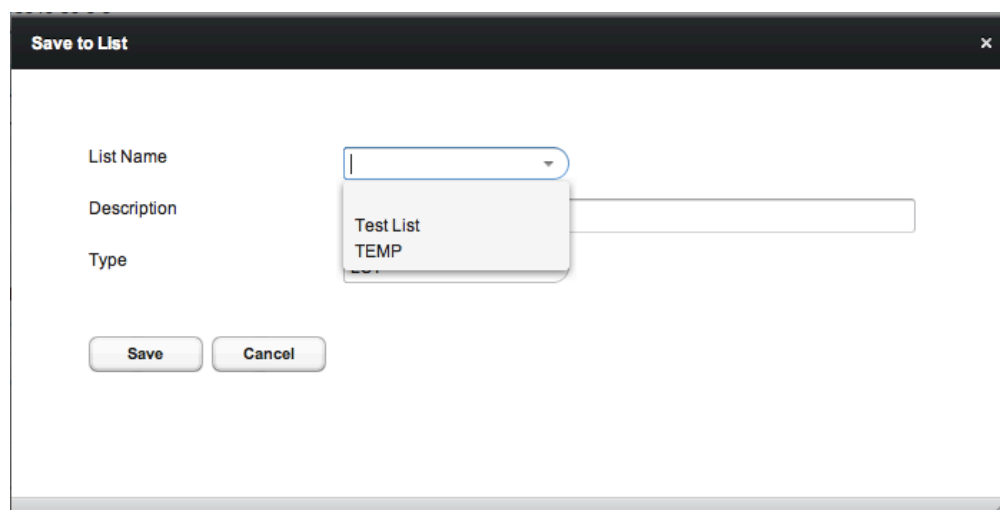 Save to List
×
List Name
Description
Test List
TEMP
Type
Save
Cancel